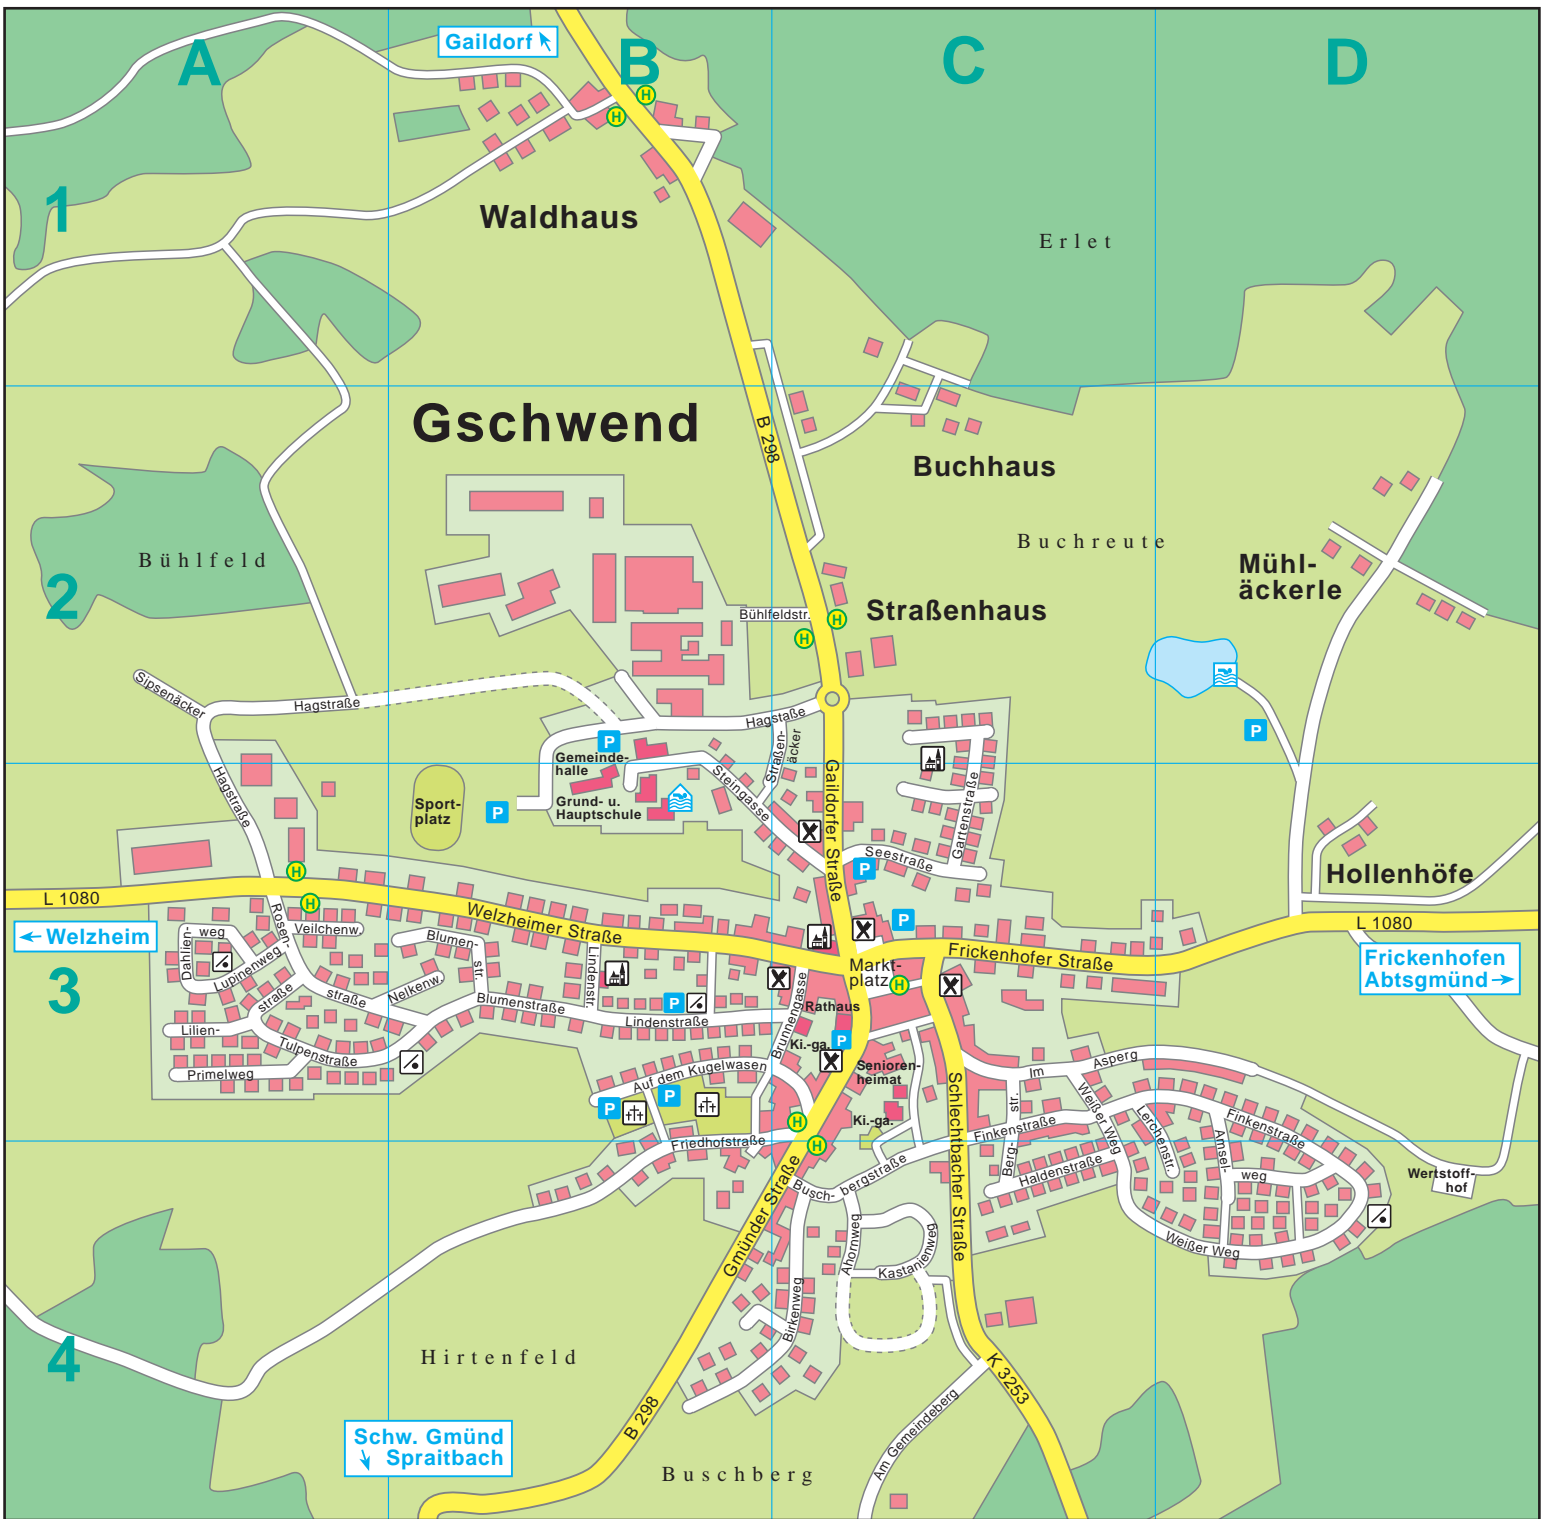 Gaildorf
A
B
C
D
1
Waldhaus
Erlet
Gschwend
B 298
Buchhaus
Buchreute
Bühlfeld
Mühl-
äckerle
2
Straßenhaus
Bühlfeldstr.
Sipsenäcker
Hagstraße
Hagstaße
Straßen-
äcker
Gemeinde-
halle
Steingasse
Hagstraße
Sport-
platz
Grund- u.
Hauptschule
Gaildorfer Straße
Gartenstraße
Seestraße
Hollenhöfe
L 1080
Welzheimer Straße
L 1080
Welzheim
Rosen-
straße
Veilchenw.
Dahlien-
weg
Lupinenweg
Blumen-
str.
Lindenstr.
Frickenhofer Straße
Frickenhofen
Abtsgmünd
Markt-
platz
3
Nelkenw.
Blumenstraße
Lindenstraße
Brunnengasse
Rathaus
Lilien-
straße
Tulpenstraße
Primelweg
Ki.-ga.
Senioren-
heimat
Auf dem Kugelwasen
Im
Asperg
Schlechtbacher Straße
Berg-
str.
Weißer Weg
Lerchenstr.
Finkenstraße
Finkenstraße
Ki.-ga.
Friedhofstraße
Amsel-
weg
Haldenstraße
Wertstoff-
hof
Busch-
bergstraße
Gmünder Straße
Ahornweg
Kastanienweg
Weißer Weg
Birkenweg
4
Hirtenfeld
K 3253
B 298
Am Gemeindeberg
Schw. Gmünd
Spraitbach
Buschberg
H
H
H
H
H
H
H
H
H
P
P
P
P
P
P
P
P
P